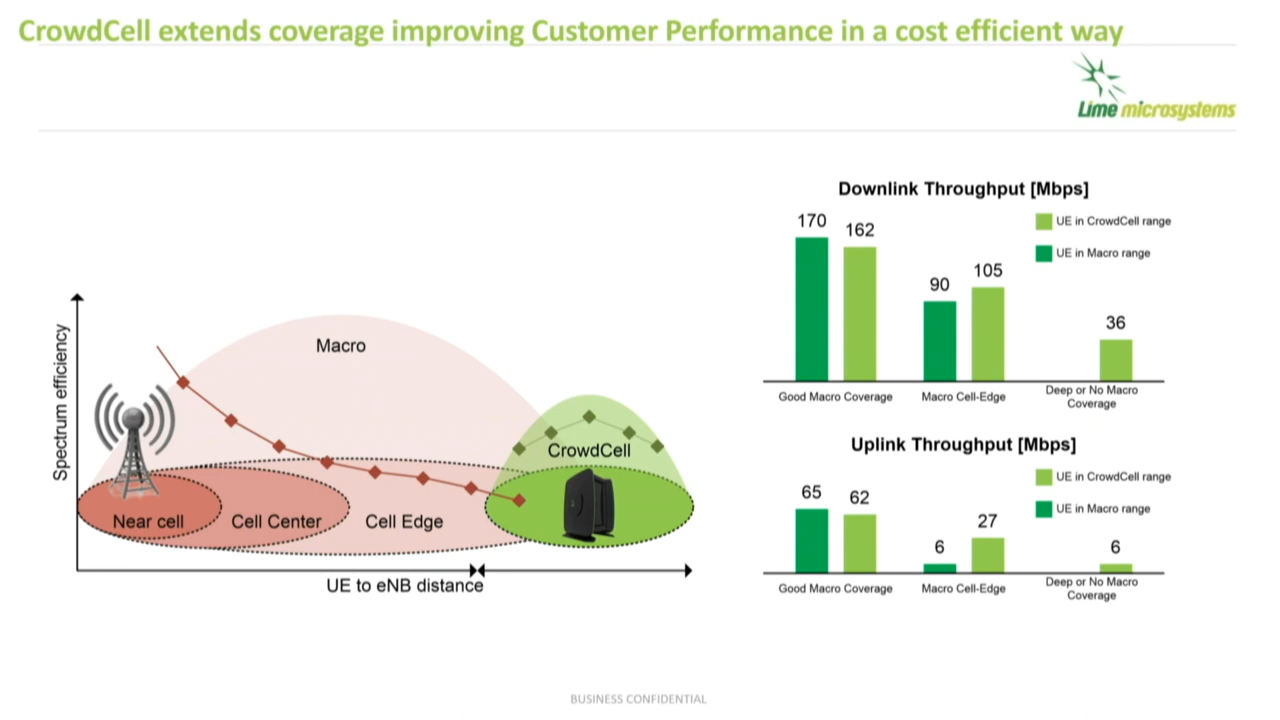 CrowdCell extends coverage improving Customer Performance in a cost efficient way
Lime microsystems
Spectrum efficiency
Macro
CrowdCell
Near cell
Cell Center
Cell Edge
UE to eNB distance
Downlink Throughput [Mbps]
UE in CrowdCell range
UE in Macro range
170
162
90
105
36
Good Macro Coverage
Macro Cell-Edge
Deep or No Macro
Coverage
Uplink Throughput [Mbps]
UE in CrowdCell range
UE in Macro range
65
62
6
27
6
Good Macro Coverage
Macro Cell-Edge
Deep or No Macro
Coverage
BUSINESS CONFIDENTIAL